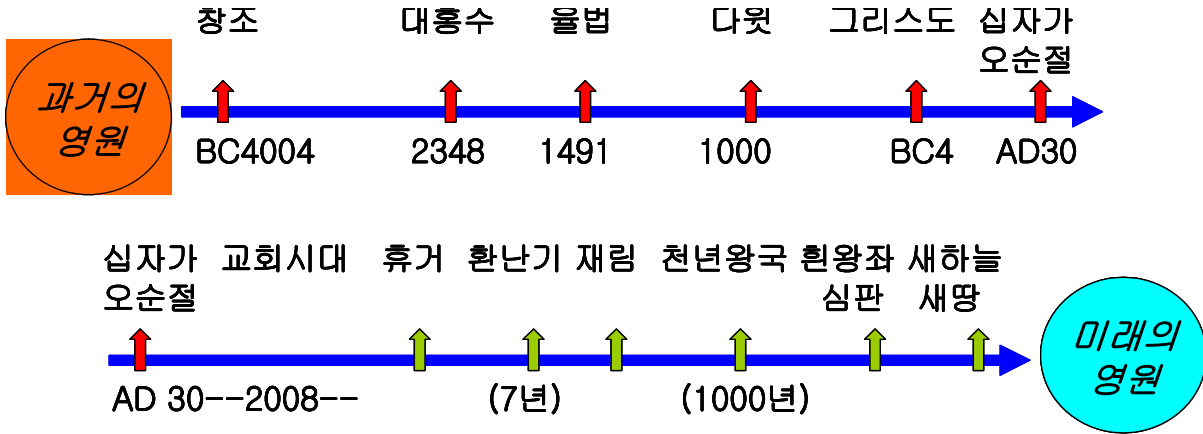 창조 대홍수 율법 다윗 그리스도 십자가
오순절
과거의
영원
BC4004 2348 1491 1000 BC4 AD30
십자가 교회시대 휴거 환난기 재림 천년왕국 흰왕좌 새하늘
오순절 심판 새땅
미래의
영원
AD 30--2008-- (7년) (1000년)